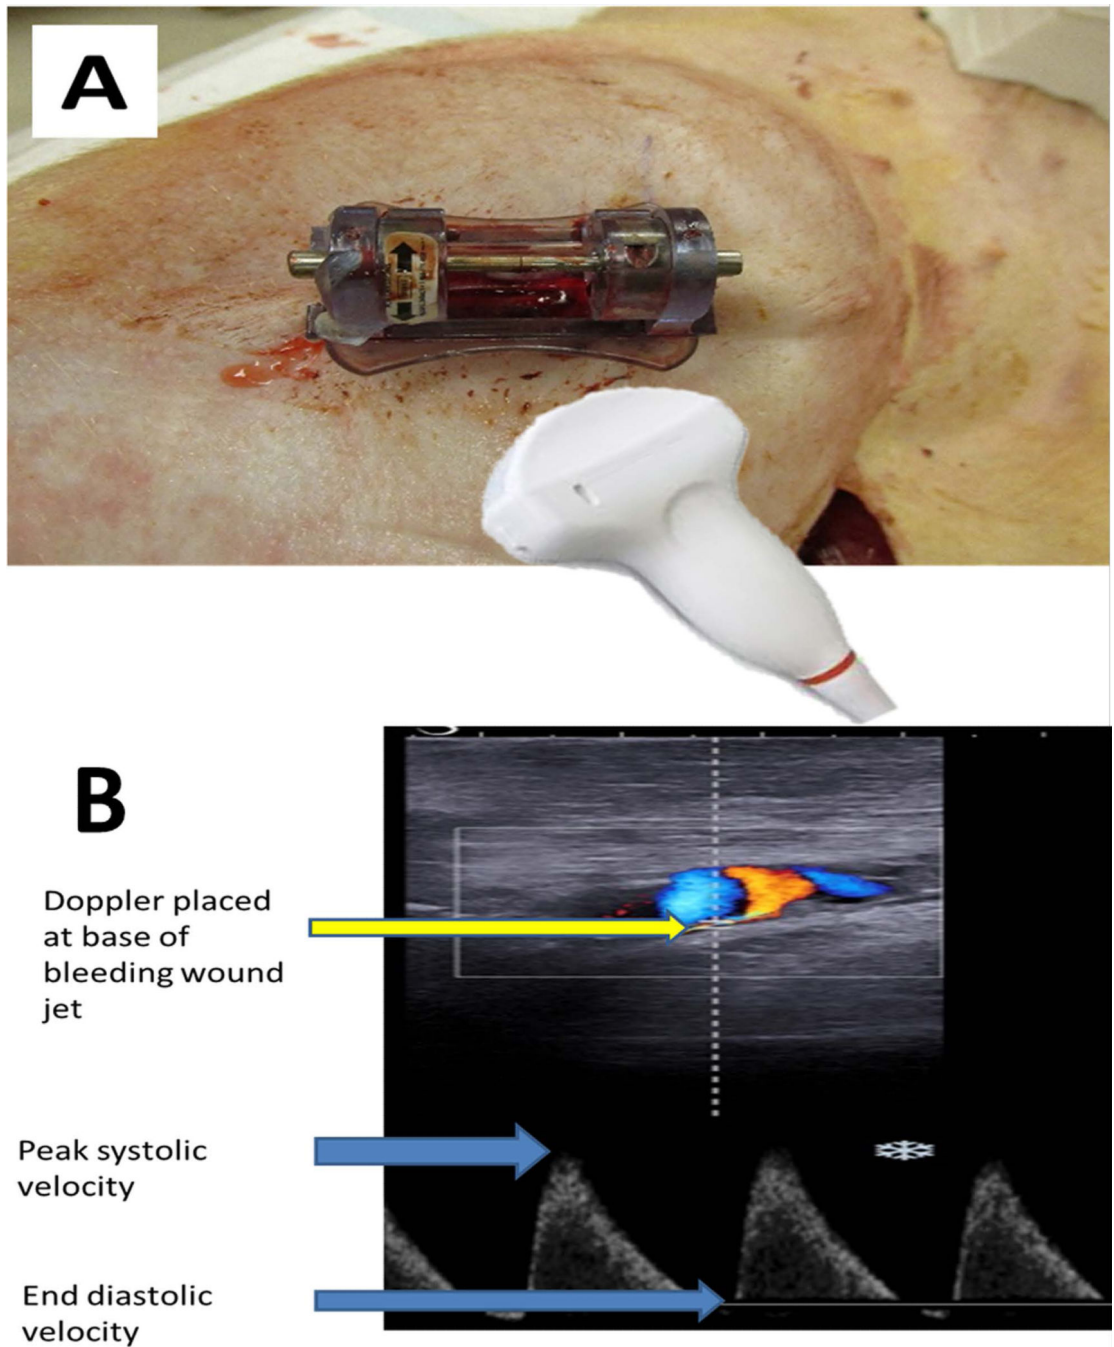 A
B
Doppler placed
at base of
bleeding wound
jet
Peak systolic
velocity
End diastolic
velocity